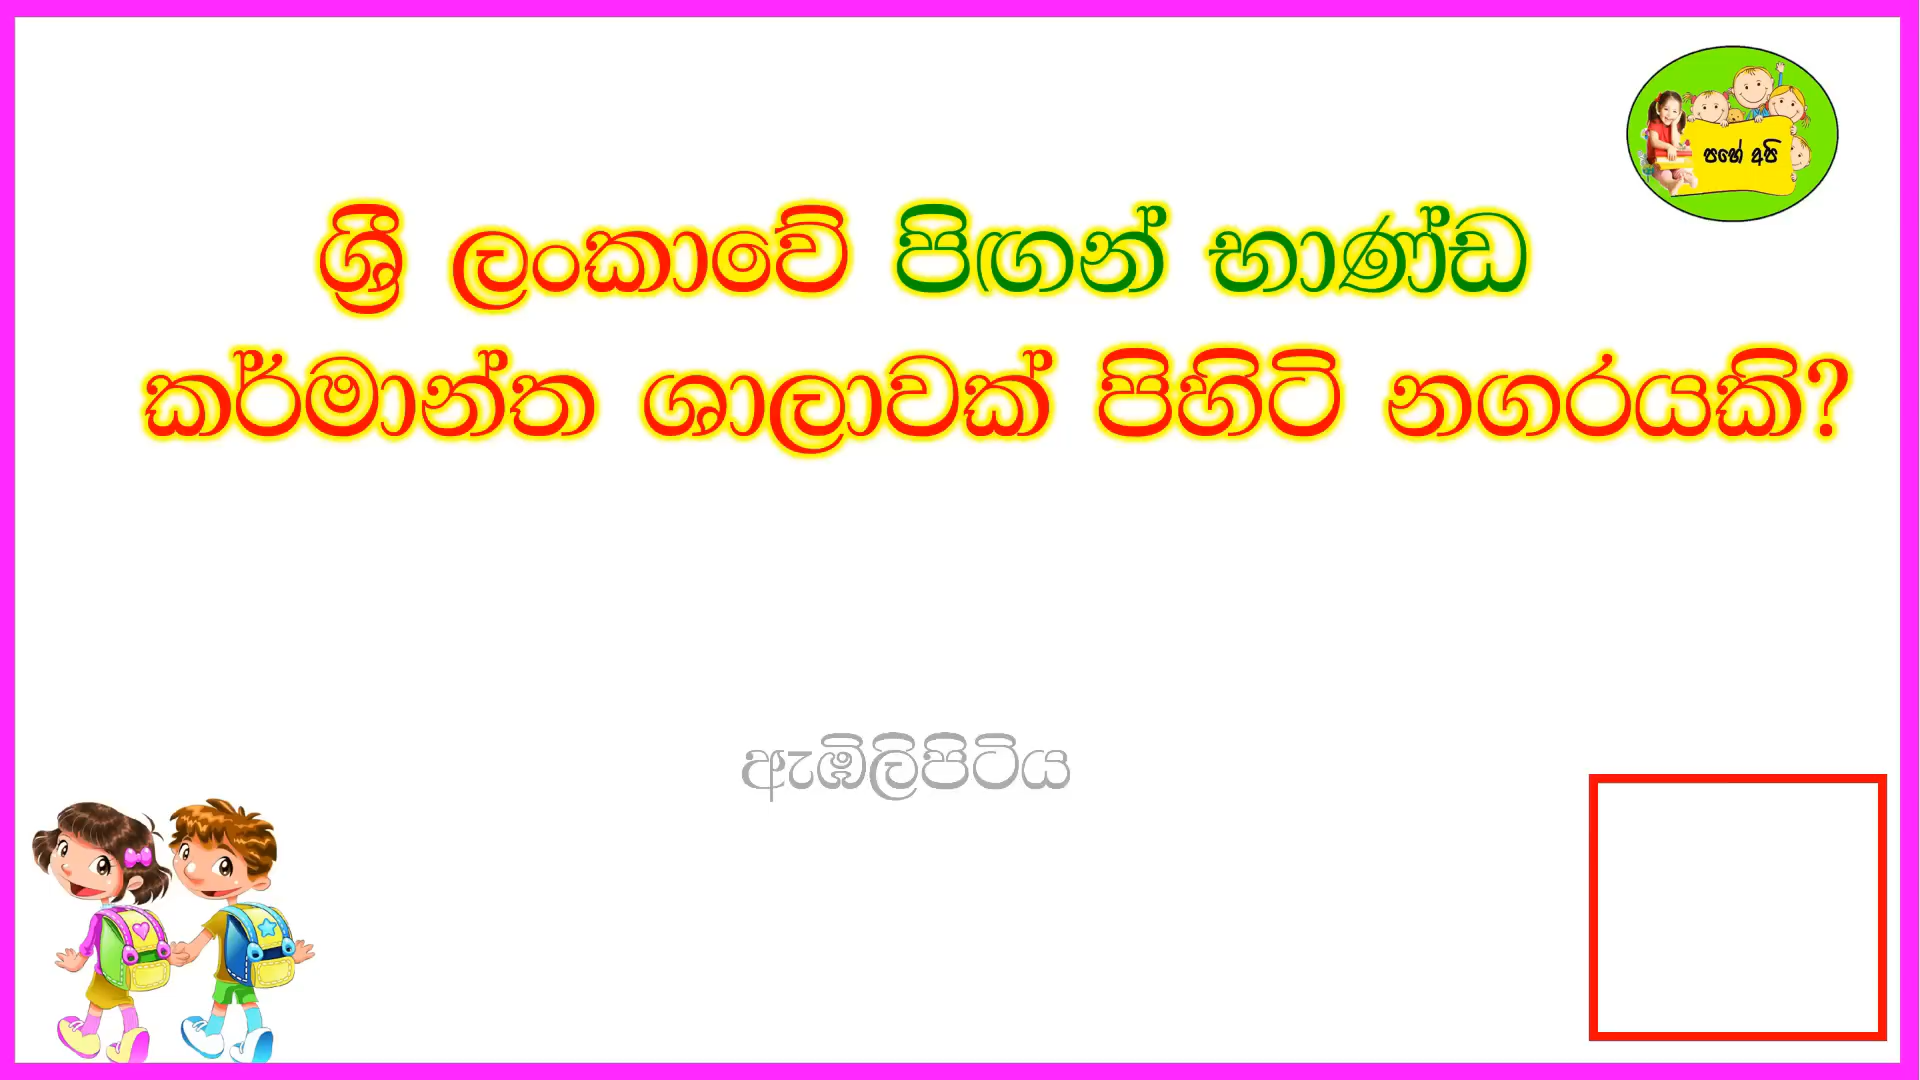 පහේ අපි
ශ්‍රී ලංකාවේ පිඟන් භාණ්ඩ
කර්මාන්ත ශාලාවක් පිහිටි නගරයකි?
ඇඹිලිපිටිය